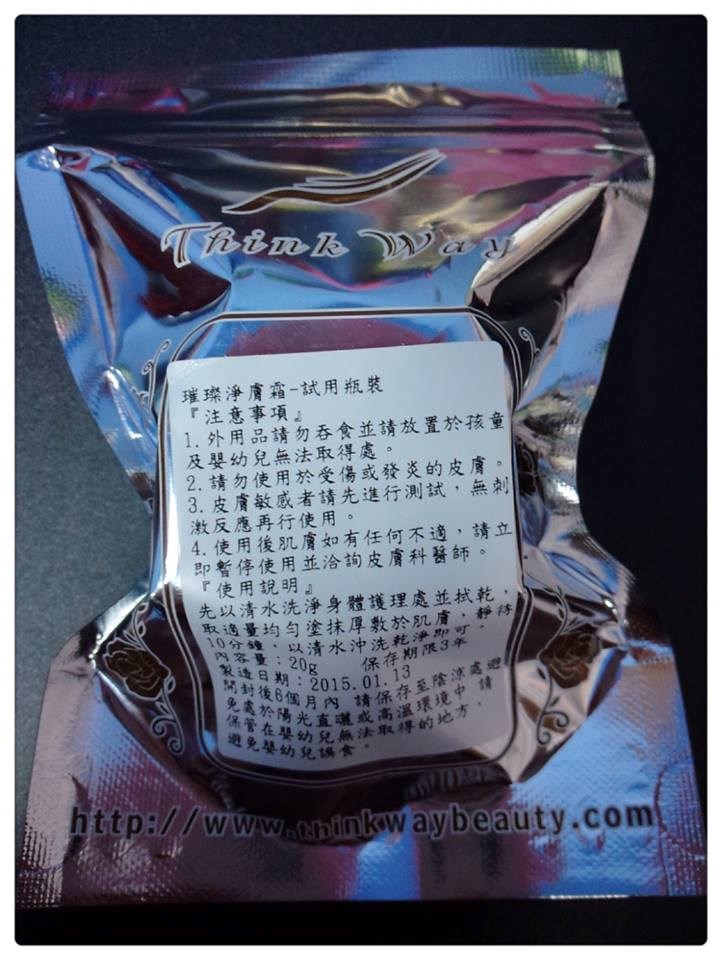 Think Way
璀璨淨膚霜-試用瓶裝
『注意事項』
1.外用品請勿吞食並請放置於孩童
及嬰幼兒無法取得處。
2.請勿使用於受傷或發炎的皮膚。
3.皮膚敏感者請先進行測試，無刺
激反應再行使用。
4.使用後肌膚如有任何不適，請立
即暫停使用並洽詢皮膚科醫師。
『使用說明』
先以清水洗淨身體護理處並拭乾，
取適量均勻塗抹厚敷於肌膚，靜待
10分鐘，以清水沖洗乾淨即可。
內容量：20g 保存期限3年
製造日期：2015.01.13
開封後6個月內 請保存至陰涼處避
免處於陽光直曬或高溫環境中 請
保管在嬰幼兒無法取得的地方，
避免嬰幼兒誤食。
http://www.thinkwaybeauty.com